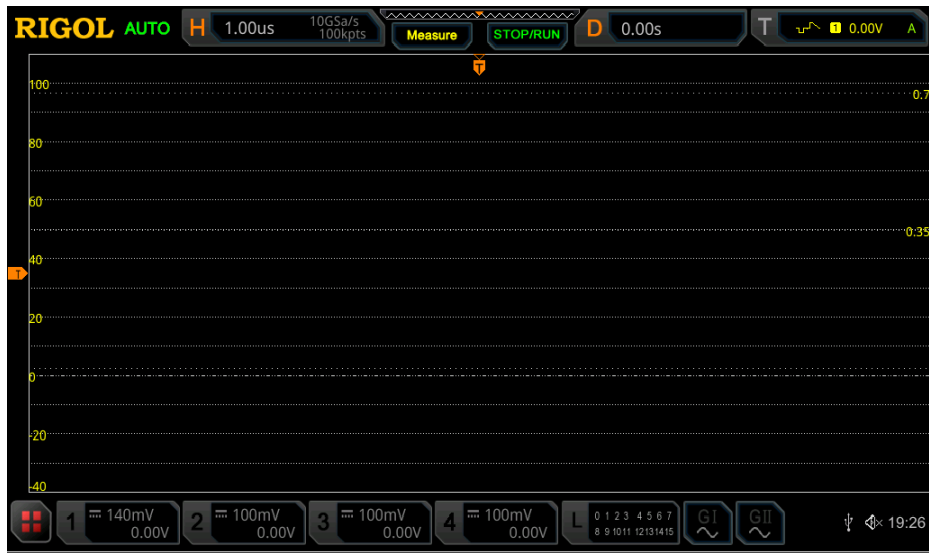 RIGOL AUTO H 1.00us 10GSa/s 100kpts Measure STOP/RUN D 0.00s T 1 0.00V A
T
100
0.7
80
60
0.35
40
T
20
0
-20
-40
1 140mV 0.00V 2 100mV 0.00V 3 100mV 0.00V 4 100mV 0.00V L 0 1 2 3 4 5 6 7 8 9 10 11 12 13 14 15 GI GII 19:26